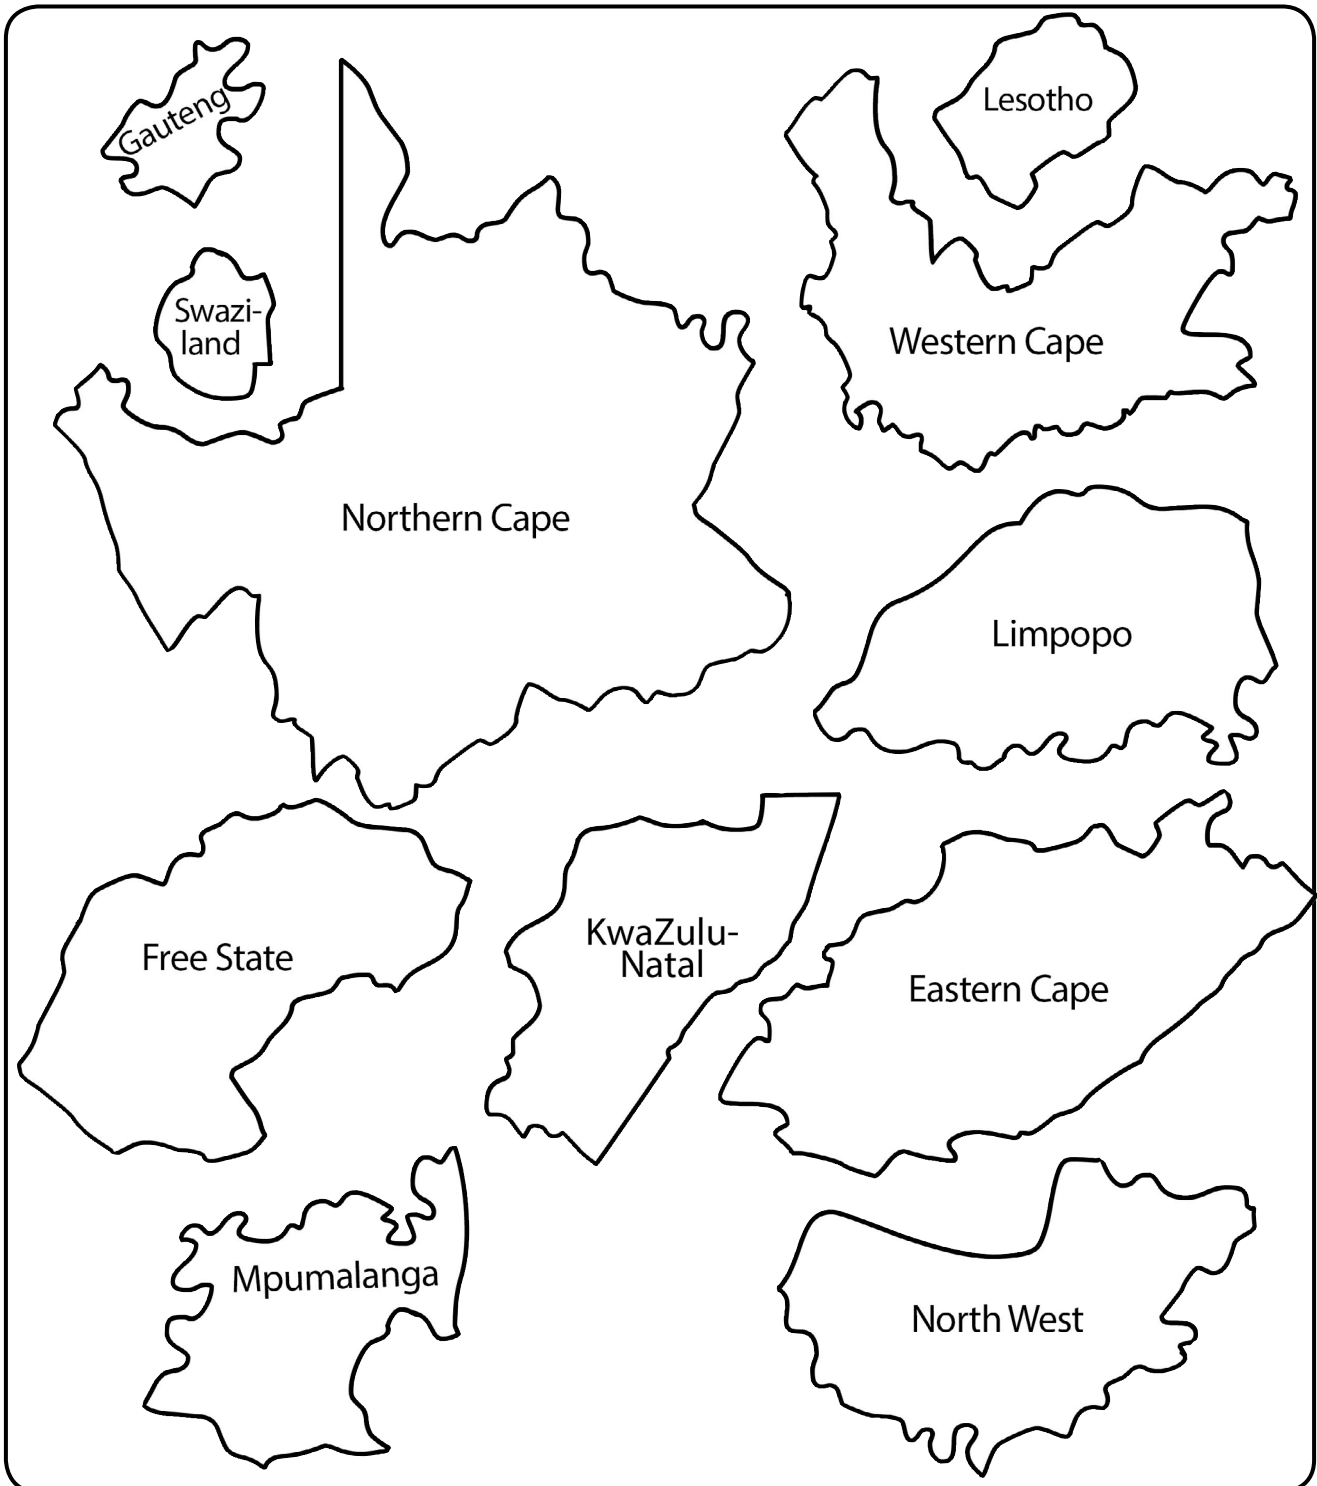 Gauteng
Lesotho
Swazi-
land
Western Cape
Northern Cape
Limpopo
Free State
KwaZulu-
Natal
Eastern Cape
Mpumalanga
North West